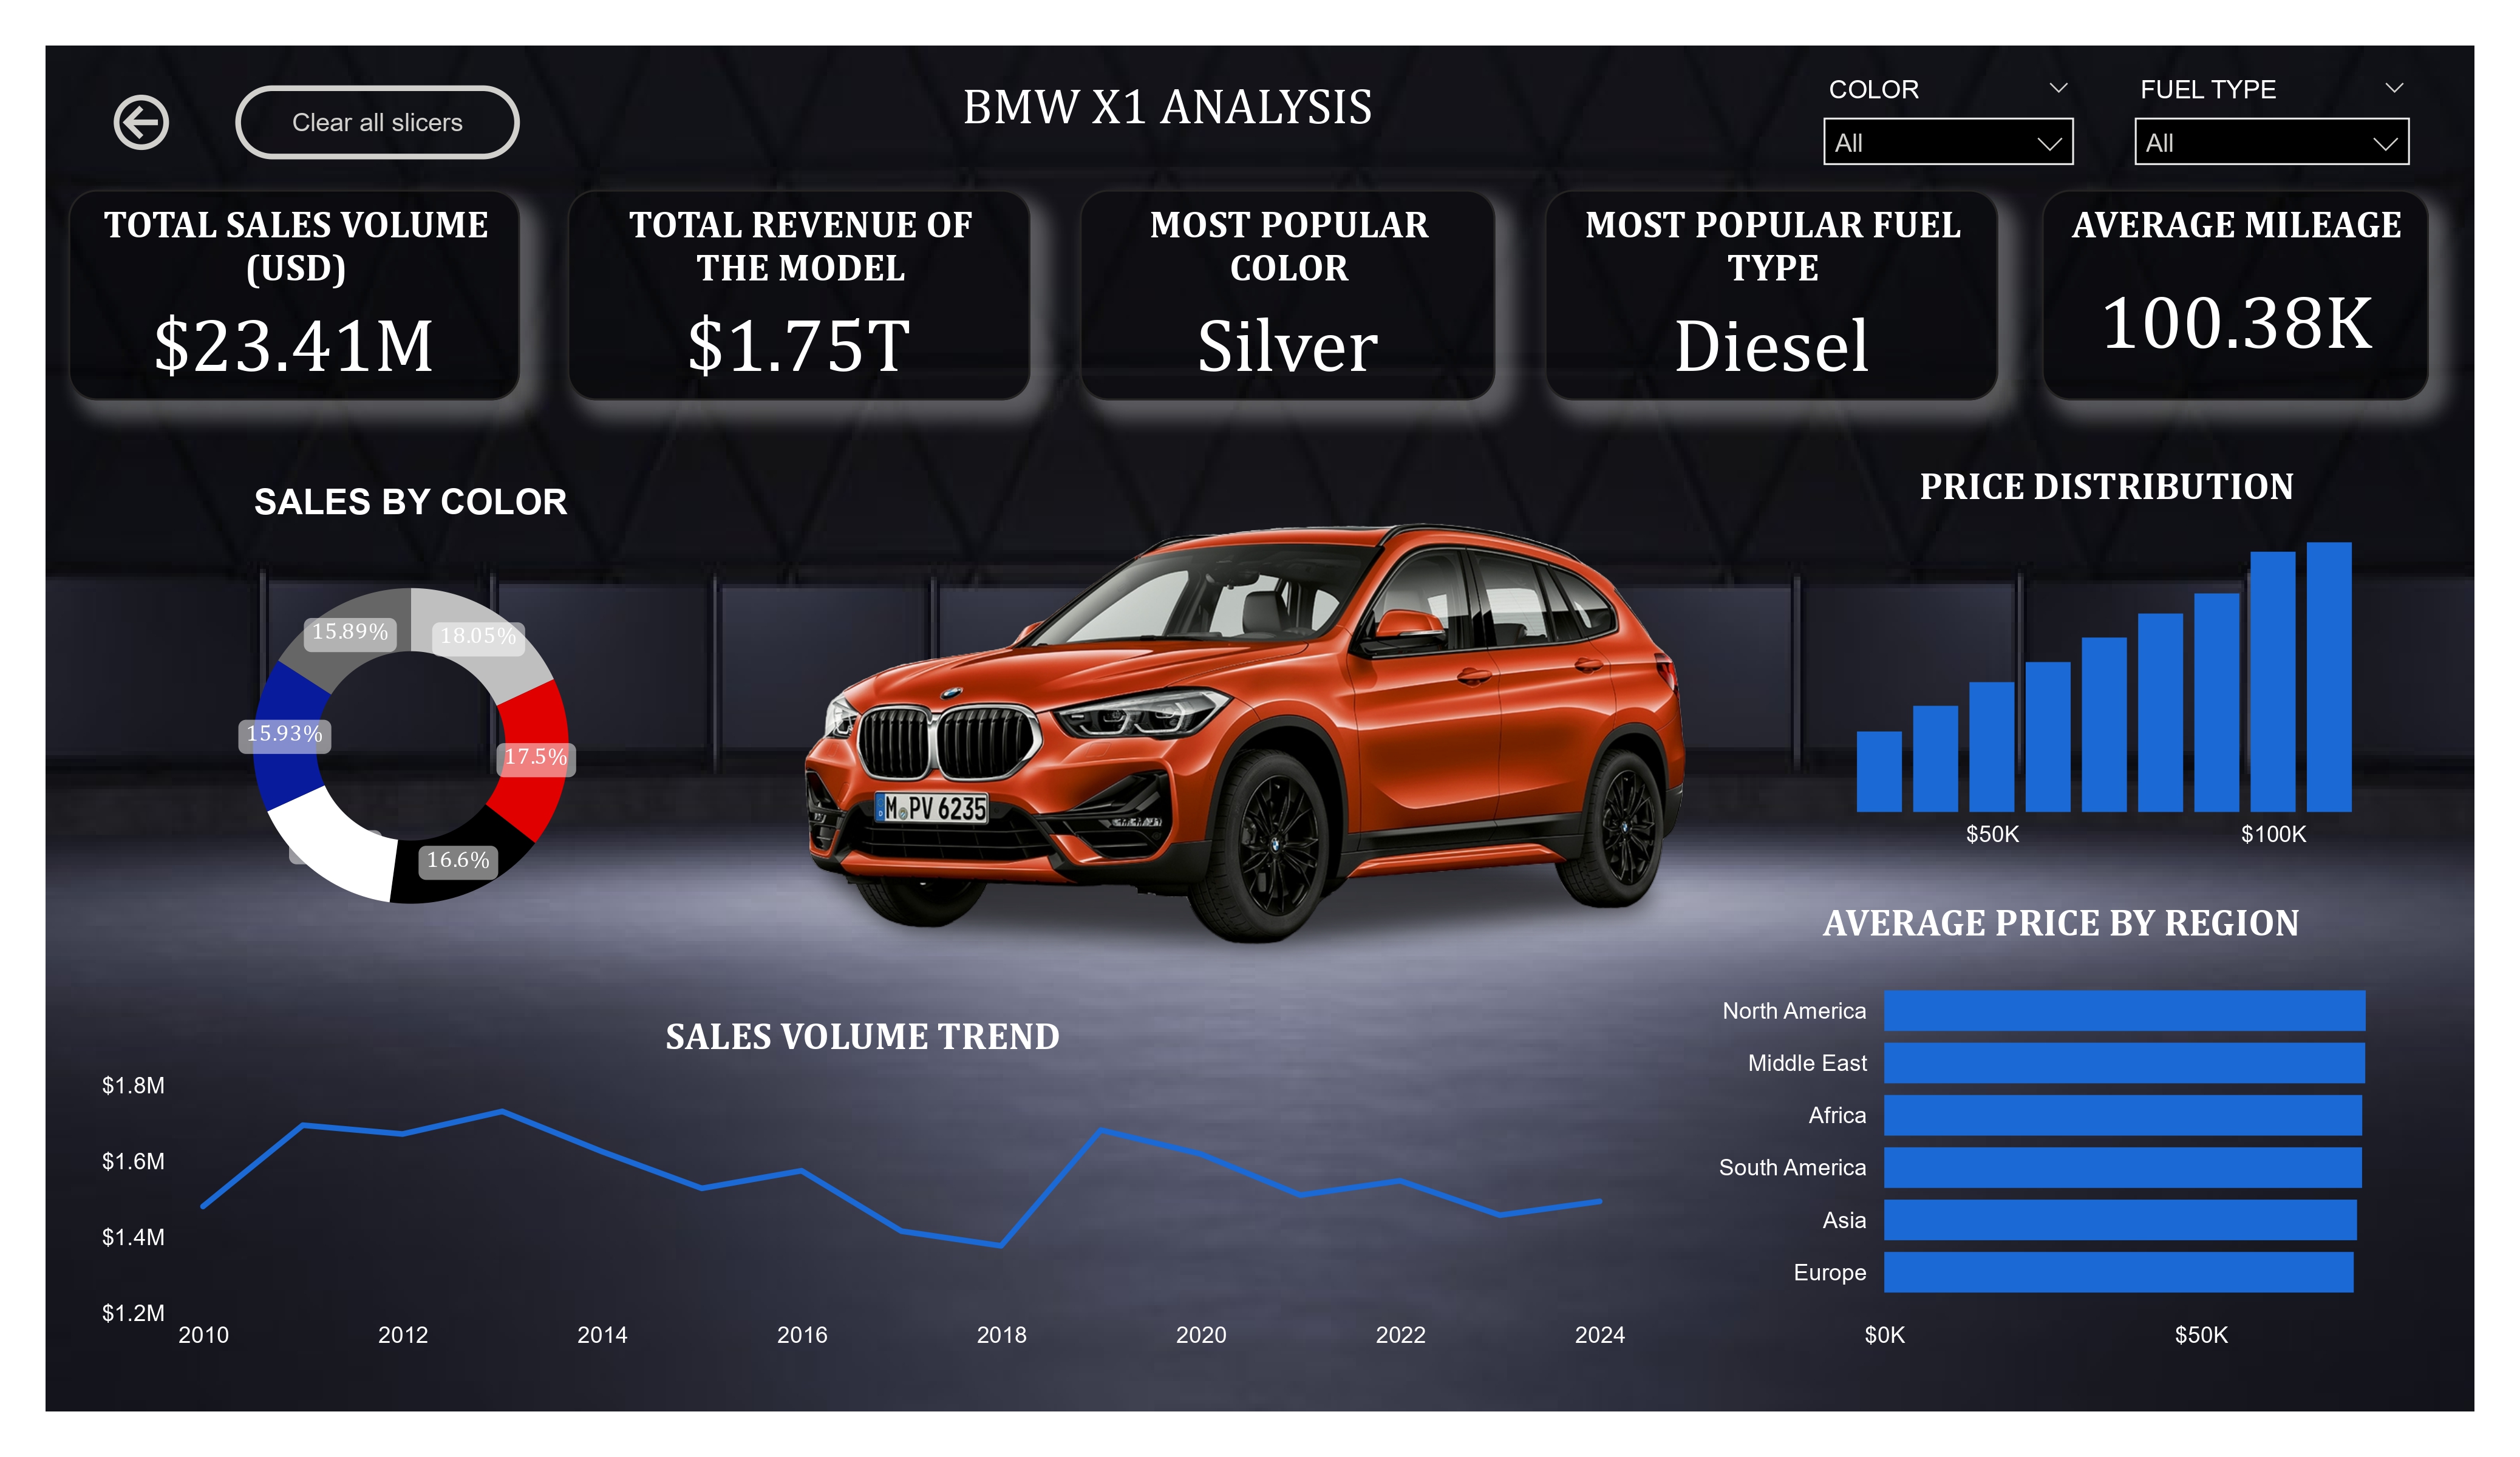 Clear all slicers
BMW X1 ANALYSIS
COLOR
FUEL TYPE
All
All
TOTAL SALES VOLUME
(USD)
$23.41M
TOTAL REVENUE OF
THE MODEL
$1.75T
MOST POPULAR
COLOR
Silver
MOST POPULAR FUEL
TYPE
Diesel
AVERAGE MILEAGE
100.38K
SALES BY COLOR
15.89%
18.05%
15.93%
17.5%
16.6%
M PV 6235
PRICE DISTRIBUTION
$50K
$100K
AVERAGE PRICE BY REGION
North America
Middle East
Africa
South America
Asia
Europe
$0K
$50K
SALES VOLUME TREND
$1.8M
$1.6M
$1.4M
$1.2M
2010
2012
2014
2016
2018
2020
2022
2024